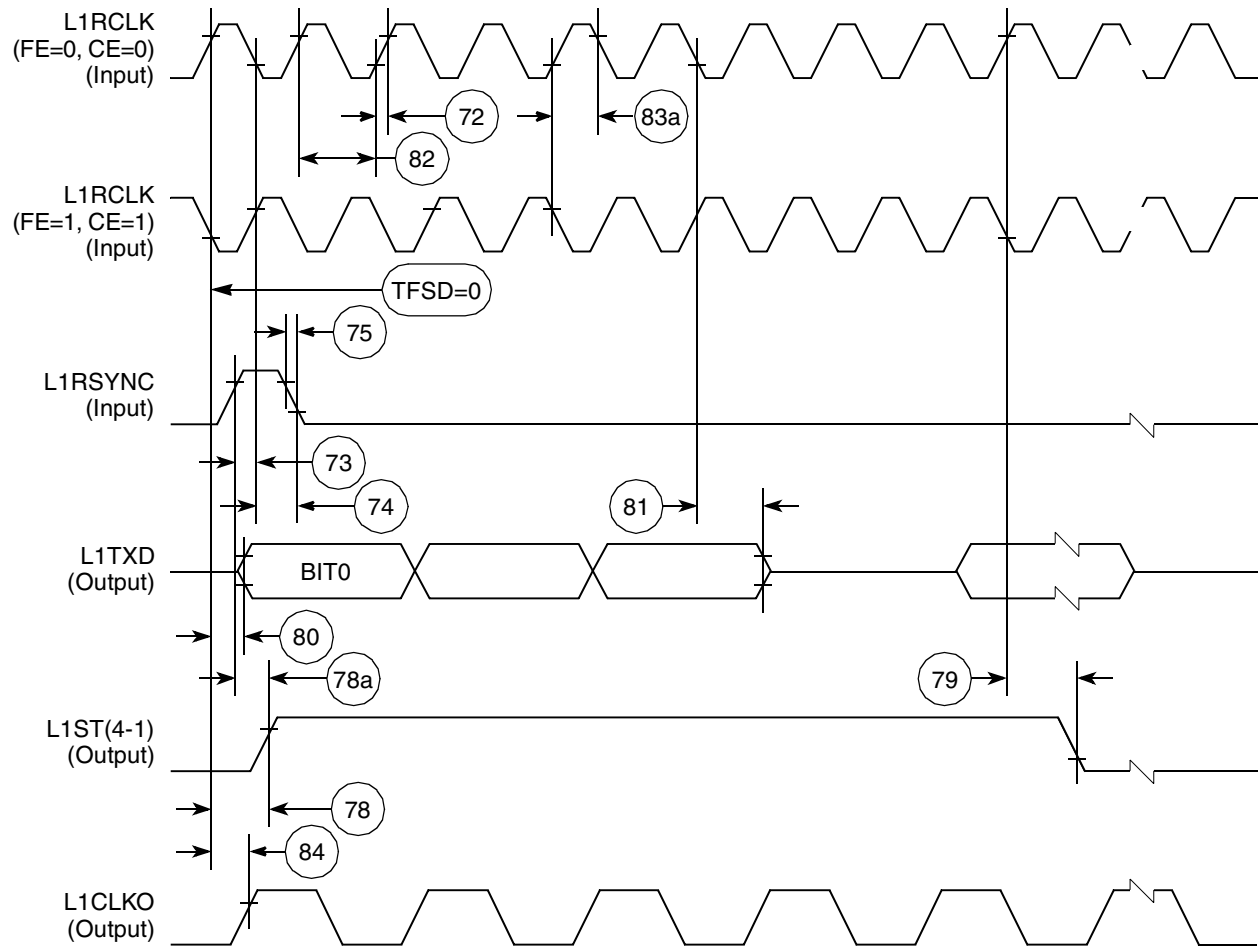 L1RCLK
(FE=0, CE=0)
(Input)
72
83a
82
L1RCLK
(FE=1, CE=1)
(Input)
TFSD=0
75
L1RSYNC
(Input)
73
74
81
L1TXD
(Output)
BIT0
80
78a
79
L1ST(4-1)
(Output)
78
84
L1CLKO
(Output)